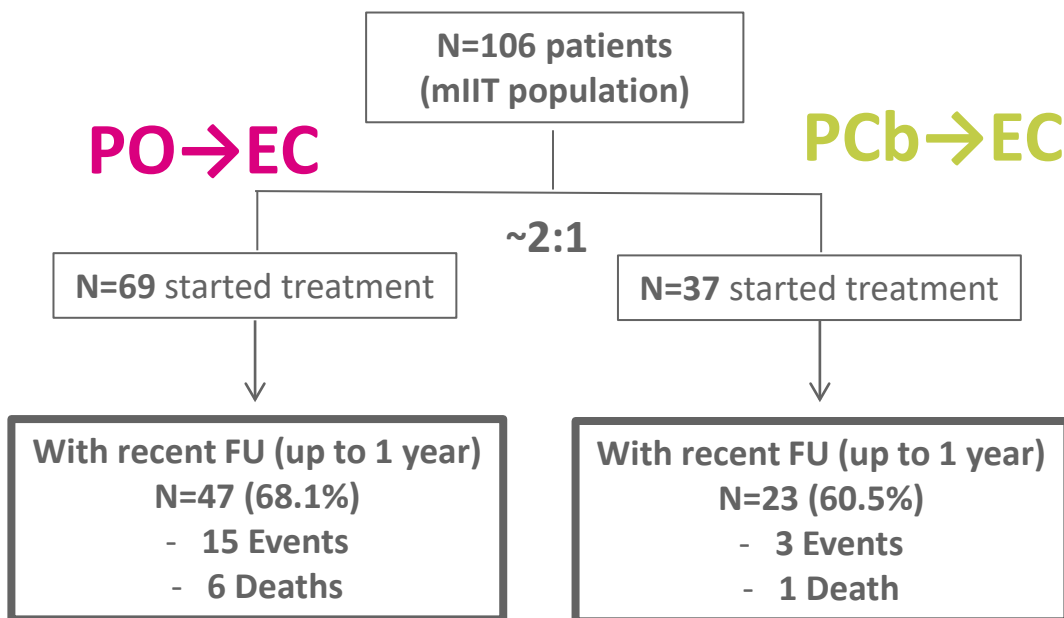 N=106 patients
(mIIT population)
PO→EC
PCb→EC
~2:1
N=69 started treatment
N=37 started treatment
With recent FU (up to 1 year)
N=47 (68.1%)
- 15 Events
- 6 Deaths
With recent FU (up to 1 year)
N=23 (60.5%)
- 3 Events
- 1 Death